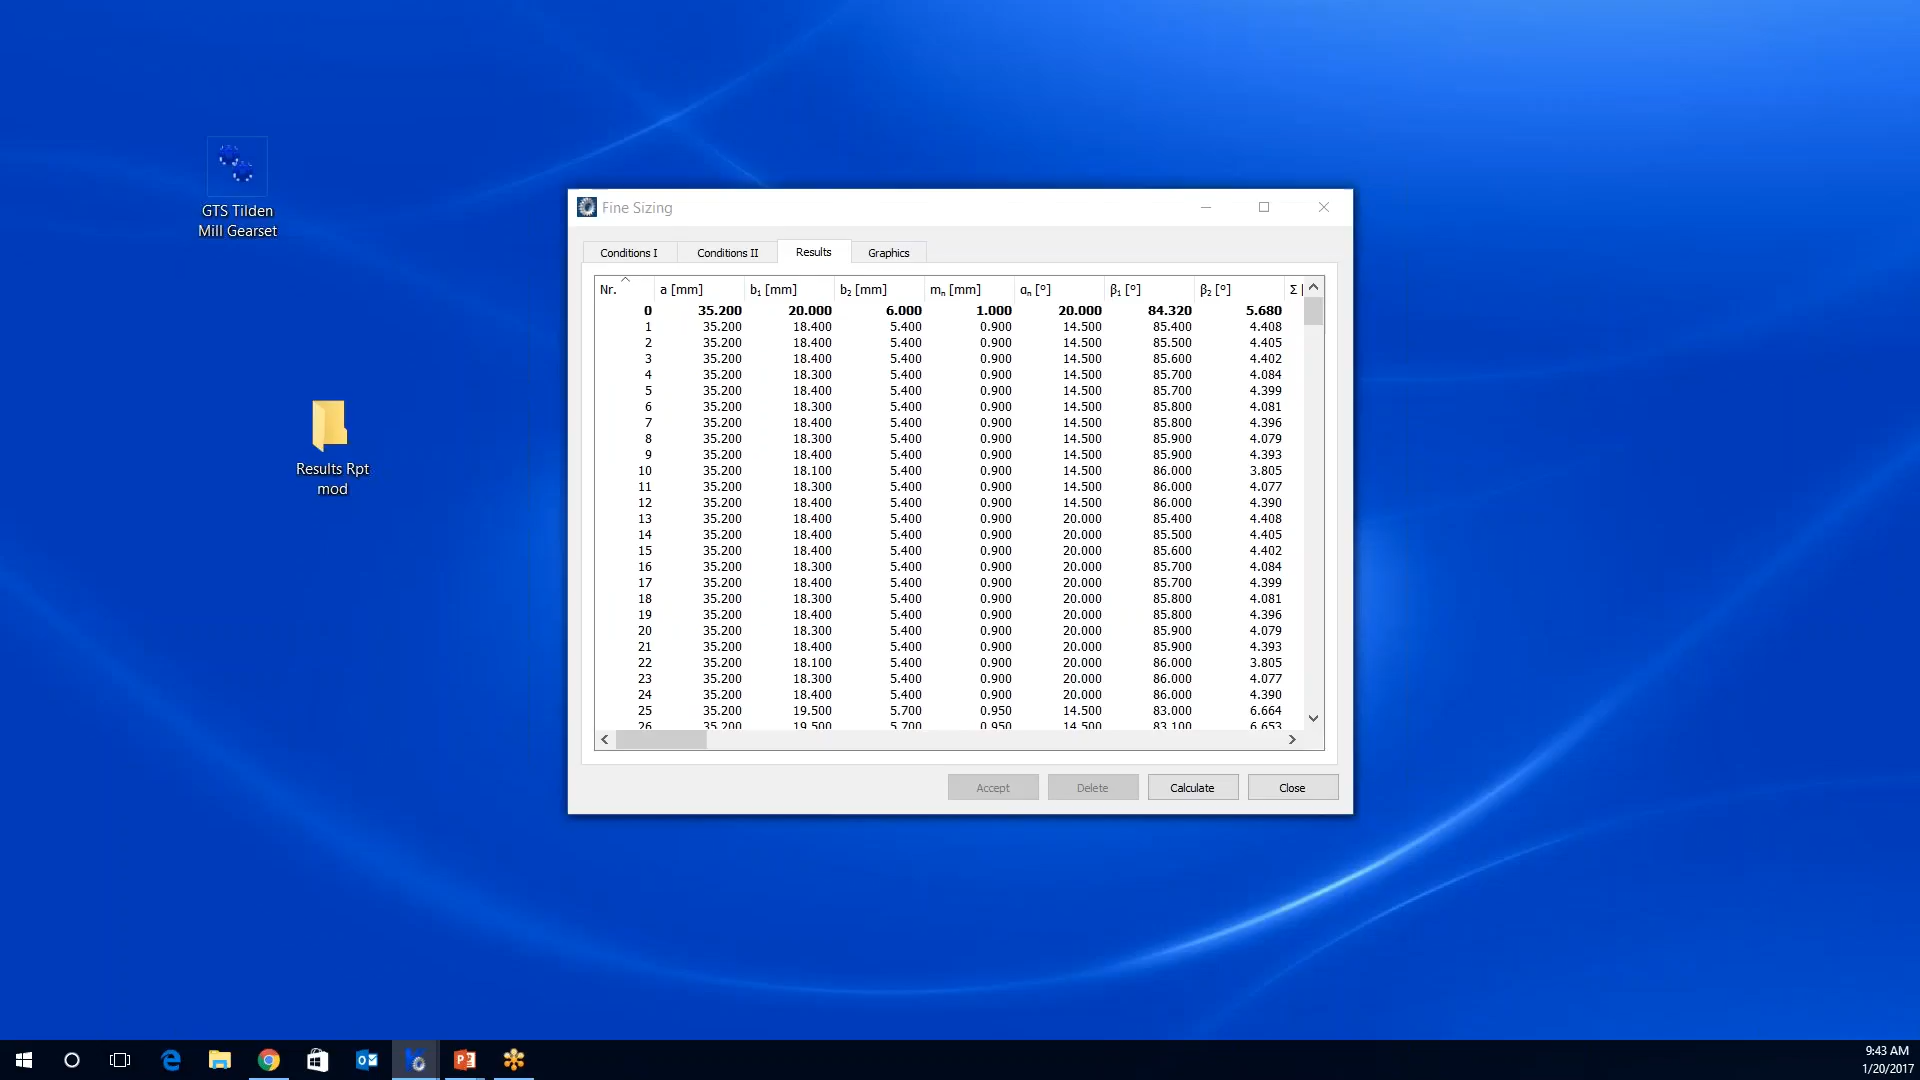 GTS Tilden
Mill Gearset
Results Rpt
mod
Fine Sizing
Conditions I Conditions II Results Graphics
Nr. a [mm] b₁ [mm] b₂ [mm] mₙ [mm] αₙ [°] β₁ [°] β₂ [°] Σ [
0 35.200 20.000 6.000 1.000 20.000 84.320 5.680
1 35.200 18.400 5.400 0.900 14.500 85.400 4.408
2 35.200 18.400 5.400 0.900 14.500 85.500 4.405
3 35.200 18.400 5.400 0.900 14.500 85.600 4.402
4 35.200 18.300 5.400 0.900 14.500 85.700 4.084
5 35.200 18.400 5.400 0.900 14.500 85.700 4.399
6 35.200 18.300 5.400 0.900 14.500 85.800 4.081
7 35.200 18.400 5.400 0.900 14.500 85.800 4.396
8 35.200 18.300 5.400 0.900 14.500 85.900 4.079
9 35.200 18.400 5.400 0.900 14.500 85.900 4.393
10 35.200 18.100 5.400 0.900 14.500 86.000 3.805
11 35.200 18.300 5.400 0.900 14.500 86.000 4.077
12 35.200 18.400 5.400 0.900 14.500 86.000 4.390
13 35.200 18.400 5.400 0.900 20.000 85.400 4.408
14 35.200 18.400 5.400 0.900 20.000 85.500 4.405
15 35.200 18.400 5.400 0.900 20.000 85.600 4.402
16 35.200 18.300 5.400 0.900 20.000 85.700 4.084
17 35.200 18.400 5.400 0.900 20.000 85.700 4.399
18 35.200 18.300 5.400 0.900 20.000 85.800 4.081
19 35.200 18.400 5.400 0.900 20.000 85.800 4.396
20 35.200 18.300 5.400 0.900 20.000 85.900 4.079
21 35.200 18.400 5.400 0.900 20.000 85.900 4.393
22 35.200 18.100 5.400 0.900 20.000 86.000 3.805
23 35.200 18.300 5.400 0.900 20.000 86.000 4.077
24 35.200 18.400 5.400 0.900 20.000 86.000 4.390
25 35.200 19.500 5.700 0.950 14.500 83.000 6.664
26 35.200 19.500 5.700 0.950 14.500 83.100 6.653
Accept Delete Calculate Close
9:43 AM
1/20/2017